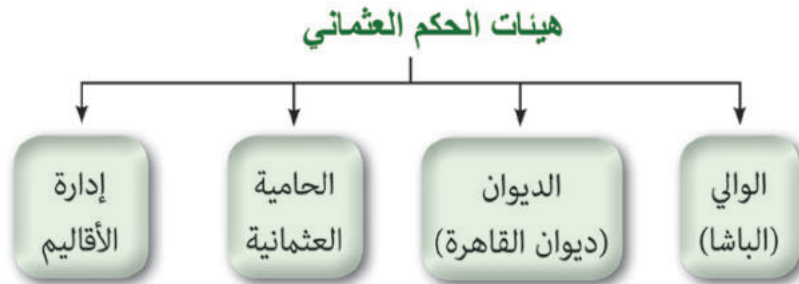 هيئات الحكم العثماني
الوالي
(الباشا)
الديوان
(ديوان القاهرة)
الحامية
العثمانية
إدارة
الأقاليم